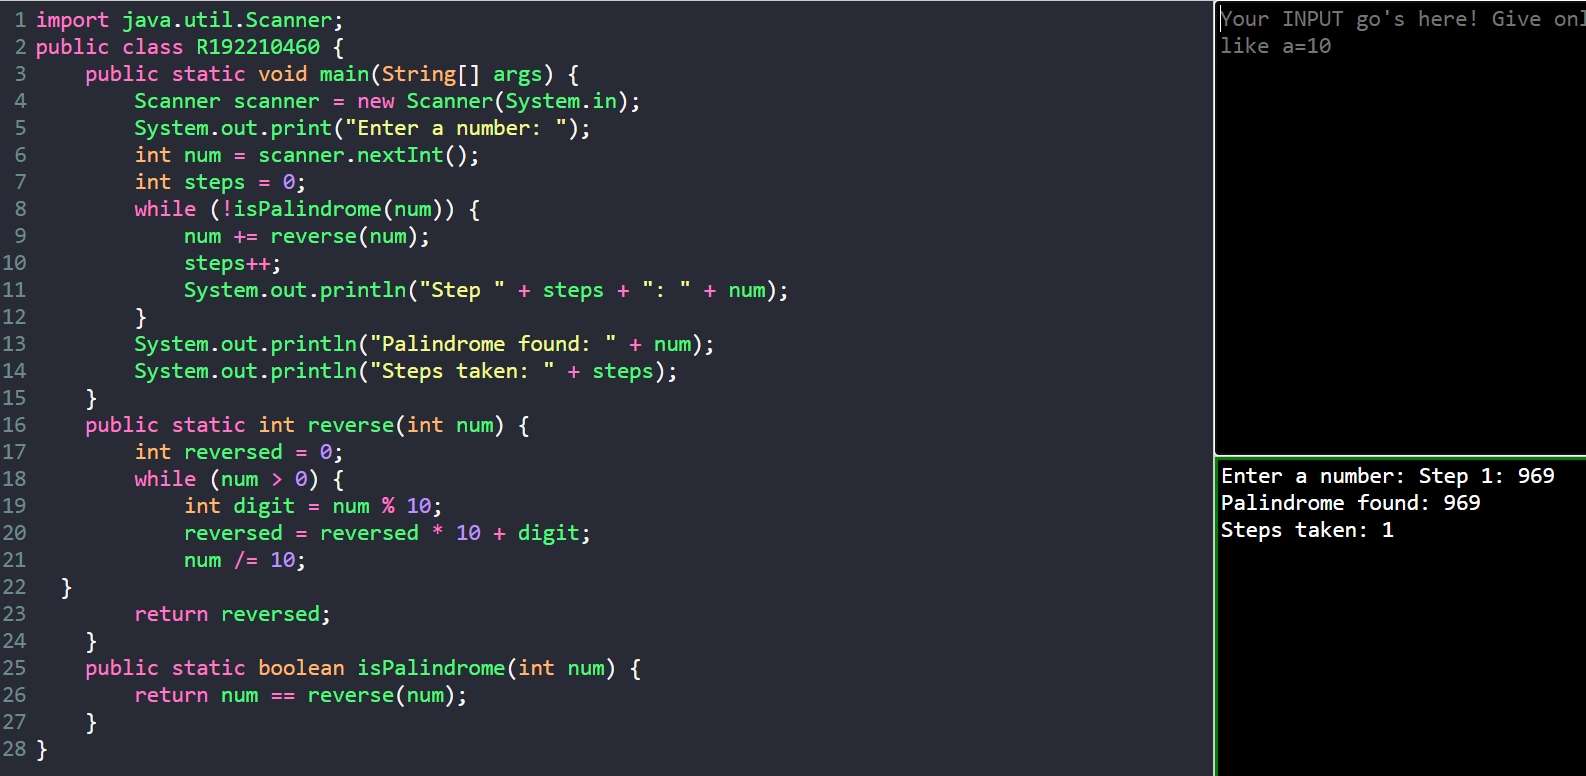 1 import java.util.Scanner;
2 public class R192210460 {
3     public static void main(String[] args) {
4         Scanner scanner = new Scanner(System.in);
5         System.out.print("Enter a number: ");
6         int num = scanner.nextInt();
7         int steps = 0;
8         while (!isPalindrome(num)) {
9             num += reverse(num);
10             steps++;
11             System.out.println("Step " + steps + ": " + num);
12         }
13         System.out.println("Palindrome found: " + num);
14         System.out.println("Steps taken: " + steps);
15     }
16     public static int reverse(int num) {
17         int reversed = 0;
18         while (num > 0) {
19             int digit = num % 10;
20             reversed = reversed * 10 + digit;
21             num /= 10;
22   }
23         return reversed;
24     }
25     public static boolean isPalindrome(int num) {
26         return num == reverse(num);
27     }
28 }
Your INPUT go's here! Give
like a=10
Enter a number: Step 1: 969
Palindrome found: 969
Steps taken: 1